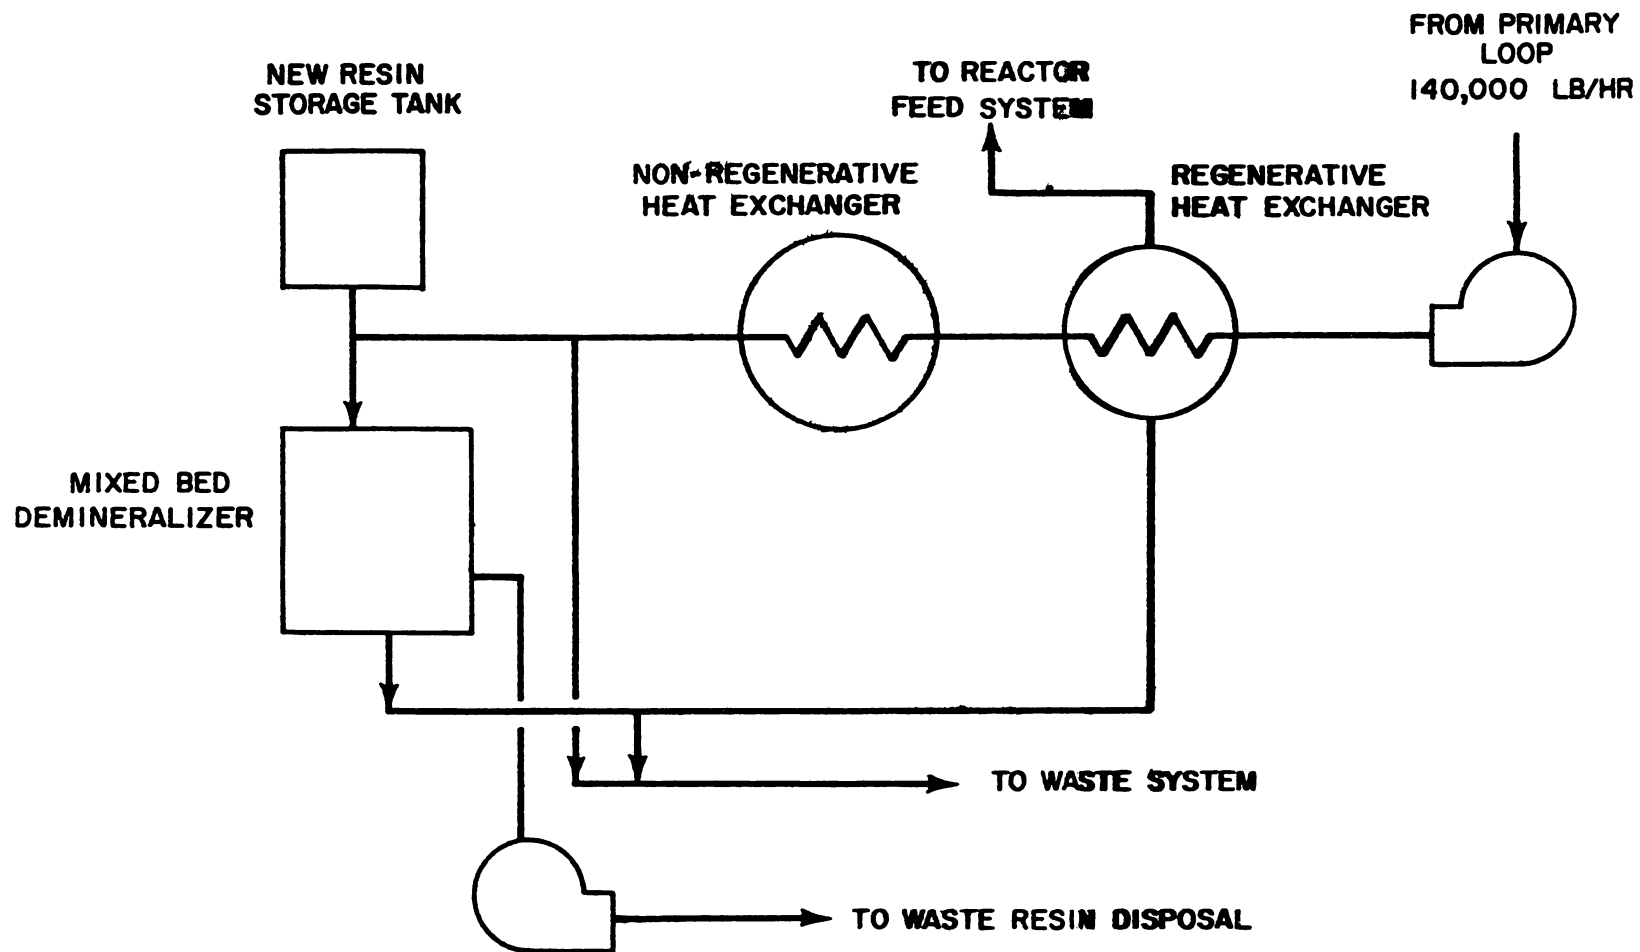 FROM PRIMARY
LOOP
140,000 LB/HR
TO REACTOR
FEED SYSTEM
NEW RESIN
STORAGE TANK
NON-REGENERATIVE
HEAT EXCHANGER
REGENERATIVE
HEAT EXCHANGER
MIXED BED
DEMINERALIZER
TO WASTE SYSTEM
TO WASTE RESIN DISPOSAL